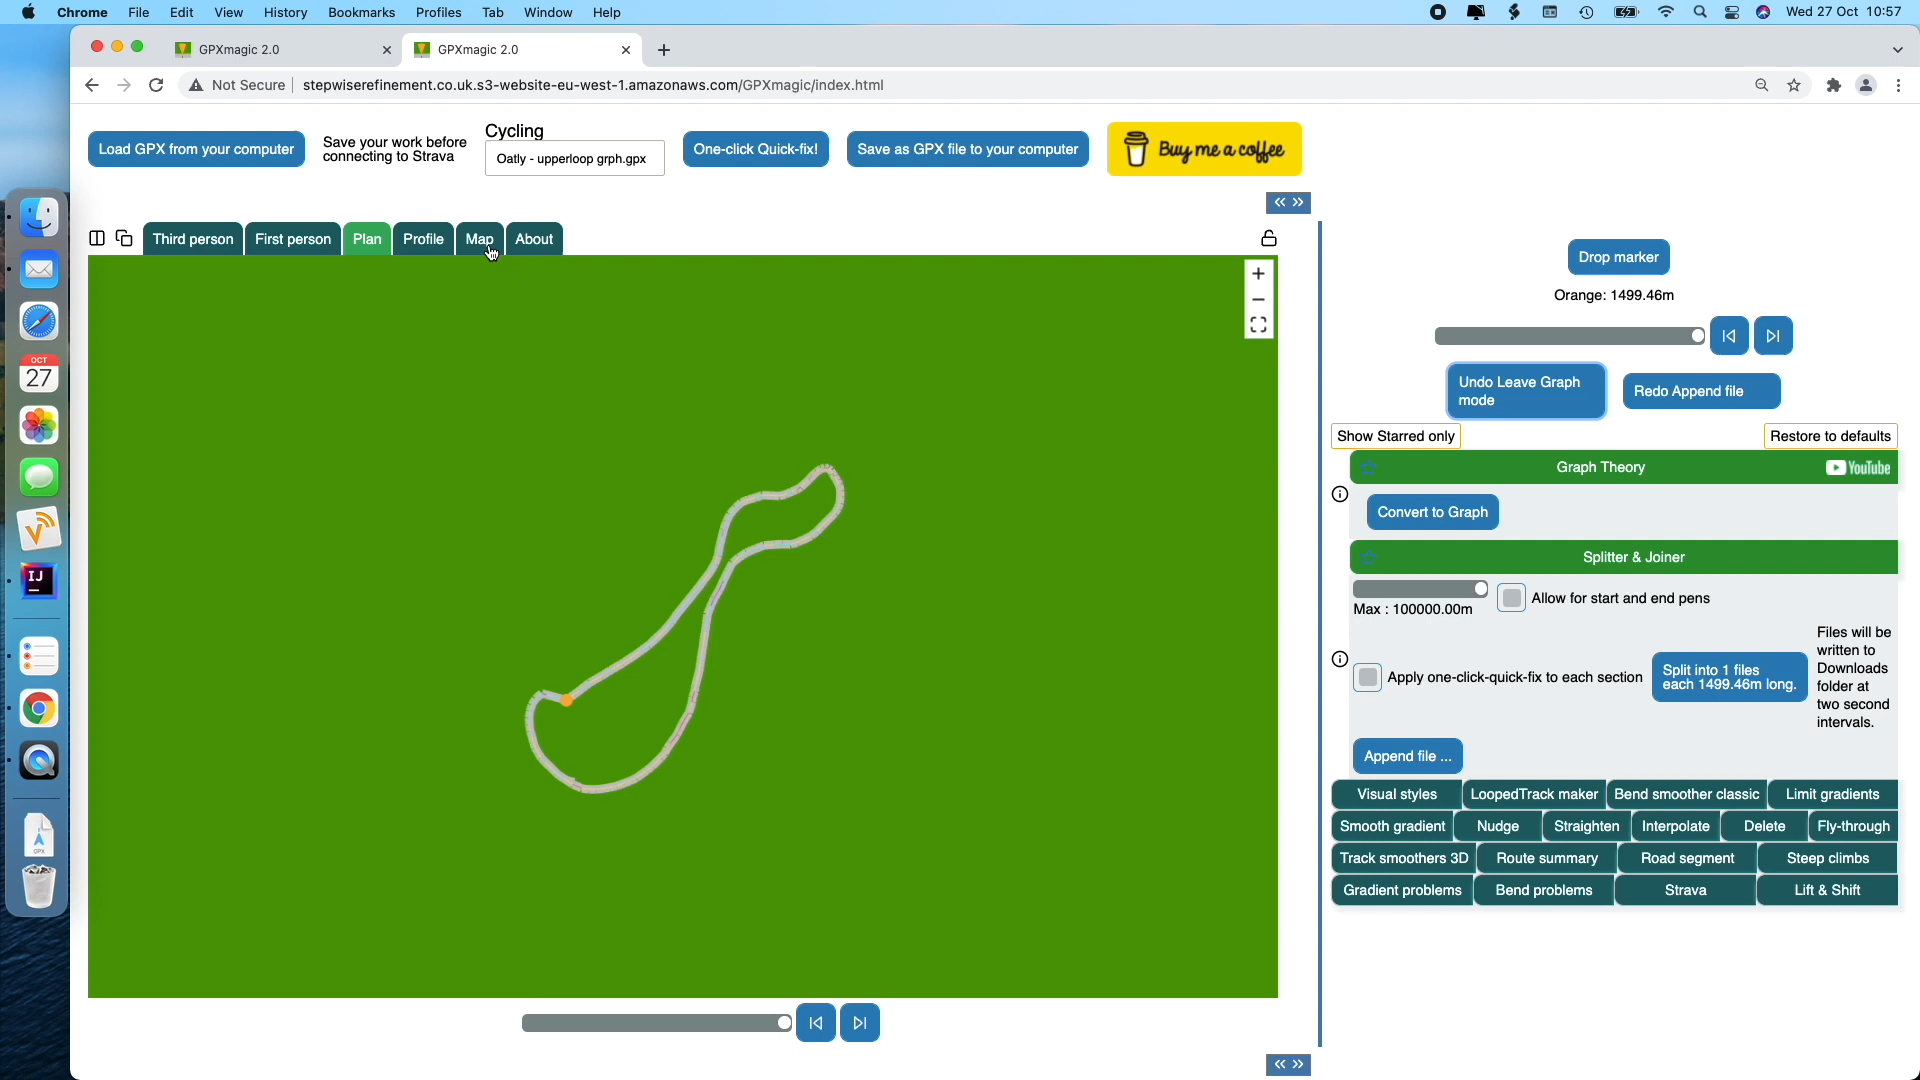 Chrome File Edit View History Bookmarks Profiles Tab Window Help Wed 27 Oct 10:57
GPXmagic 2.0 GPXmagic 2.0
Not Secure stepwiserefinement.co.uk.s3-website-eu-west-1.amazonaws.com/GPXmagic/index.html
Load GPX from your computer
Save your work before
connecting to Strava
Cycling
Oatly - upperloop grph.gpx
One-click Quick-fix!
Save as GPX file to your computer
Buy me a coffee
Third person First person Plan Profile Map About
Drop marker
Orange: 1499.46m
Undo Leave Graph
mode
Redo Append file
Show Starred only Restore to defaults
Graph Theory YouTube
Convert to Graph
Splitter & Joiner
Max : 100000.00m
Allow for start and end pens
Apply one-click-quick-fix to each section
Split into 1 files
each 1499.46m long.
Files will be
written to
Downloads
folder at
two second
intervals.
Append file ...
Visual styles LoopedTrack maker Bend smoother classic Limit gradients
Smooth gradient Nudge Straighten Interpolate Delete Fly-through
Track smoothers 3D Route summary Road segment Steep climbs
Gradient problems Bend problems Strava Lift & Shift
OCT
27
IJ
GPX